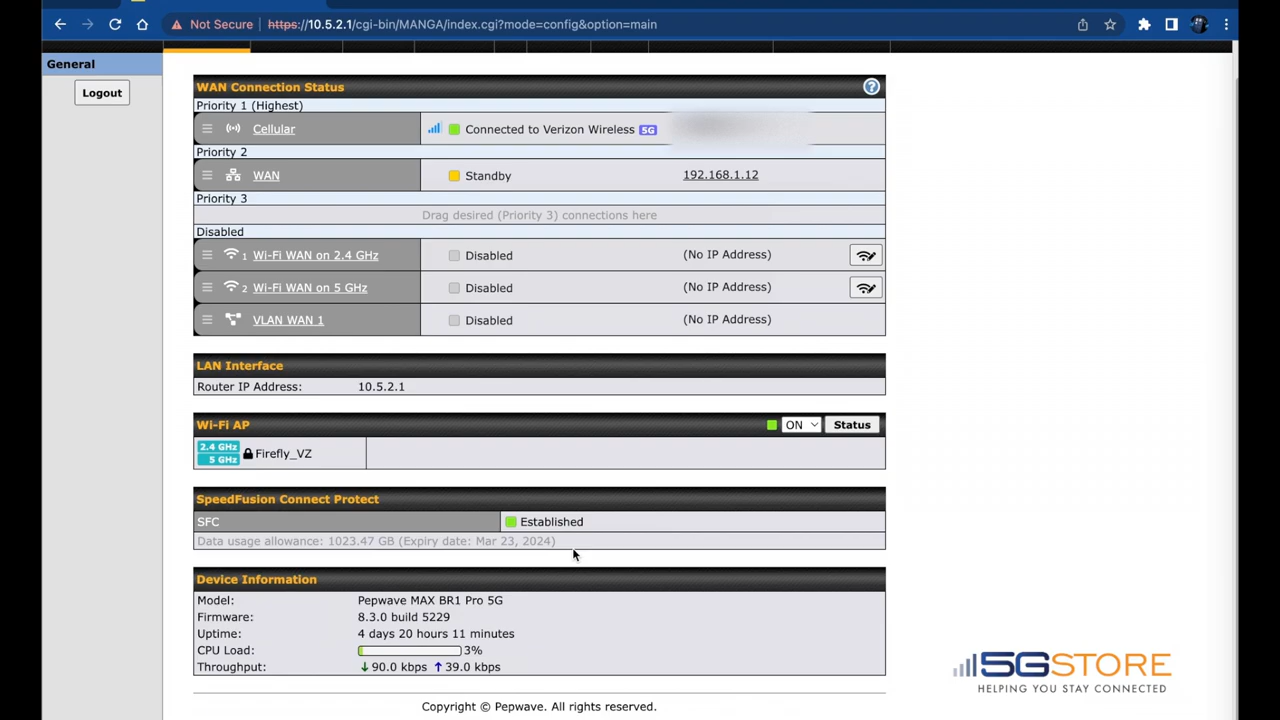 Not Secure https://10.5.2.1/cgi-bin/MANGA/index.cgi?mode=config&option=main
General
Logout
WAN Connection Status
Priority 1 (Highest)
Cellular Connected to Verizon Wireless 5G
Priority 2
WAN Standby 192.168.1.12
Priority 3
Drag desired (Priority 3) connections here
Disabled
1 Wi-Fi WAN on 2.4 GHz Disabled (No IP Address)
2 Wi-Fi WAN on 5 GHz Disabled (No IP Address)
VLAN WAN 1 Disabled (No IP Address)
LAN Interface
Router IP Address: 10.5.2.1
Wi-Fi AP ON Status
2.4 GHz
5 GHz
Firefly_VZ
SpeedFusion Connect Protect
SFC Established
Data usage allowance: 1023.47 GB (Expiry date: Mar 23, 2024)
Device Information
Model: Pepwave MAX BR1 Pro 5G
Firmware: 8.3.0 build 5229
Uptime: 4 days 20 hours 11 minutes
CPU Load: 3%
Throughput: 90.0 kbps 39.0 kbps
5GSTORE
HELPING YOU STAY CONNECTED
Copyright © Pepwave. All rights reserved.